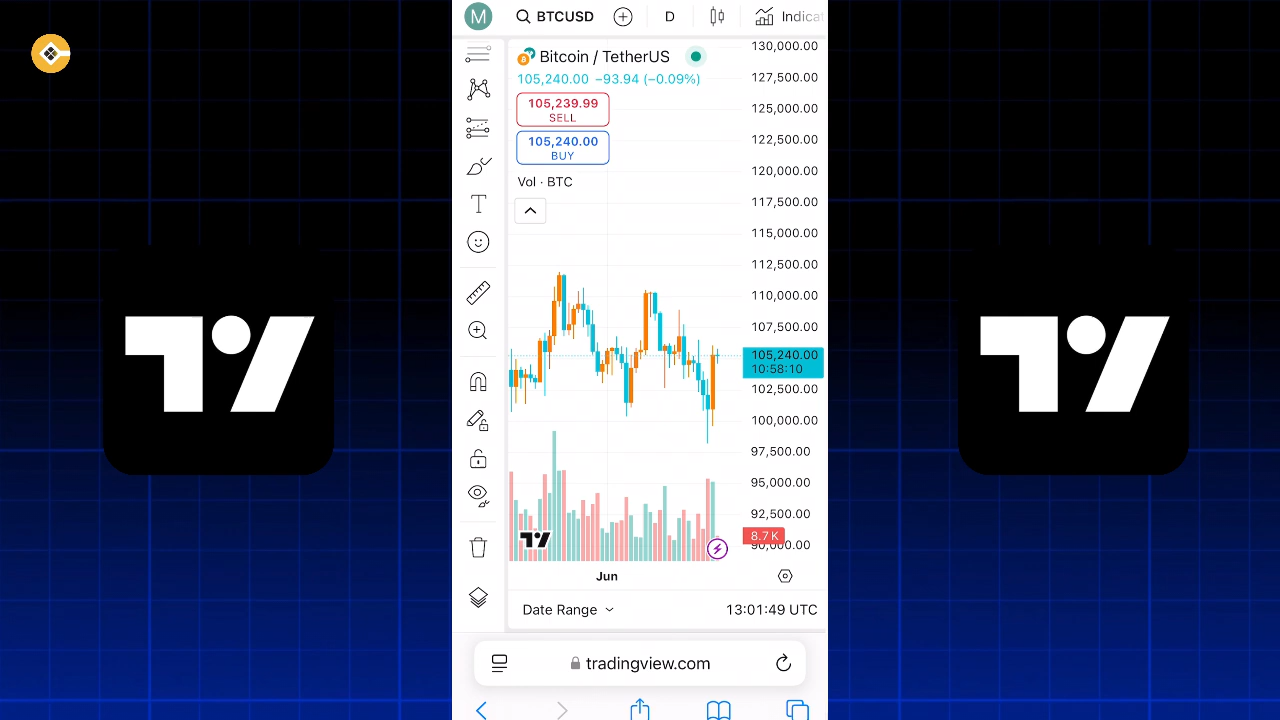 M
BTCUSD
D
Indicat
Bitcoin / TetherUS
105,240.00 −93.94 (−0.09%)
105,239.99
SELL
105,240.00
BUY
Vol · BTC
130,000.00
127,500.00
125,000.00
122,500.00
120,000.00
117,500.00
115,000.00
112,500.00
110,000.00
107,500.00
105,240.00
10:58:10
102,500.00
100,000.00
97,500.00
95,000.00
92,500.00
8.7 K
90,000.00
Jun
Date Range
13:01:49 UTC
tradingview.com